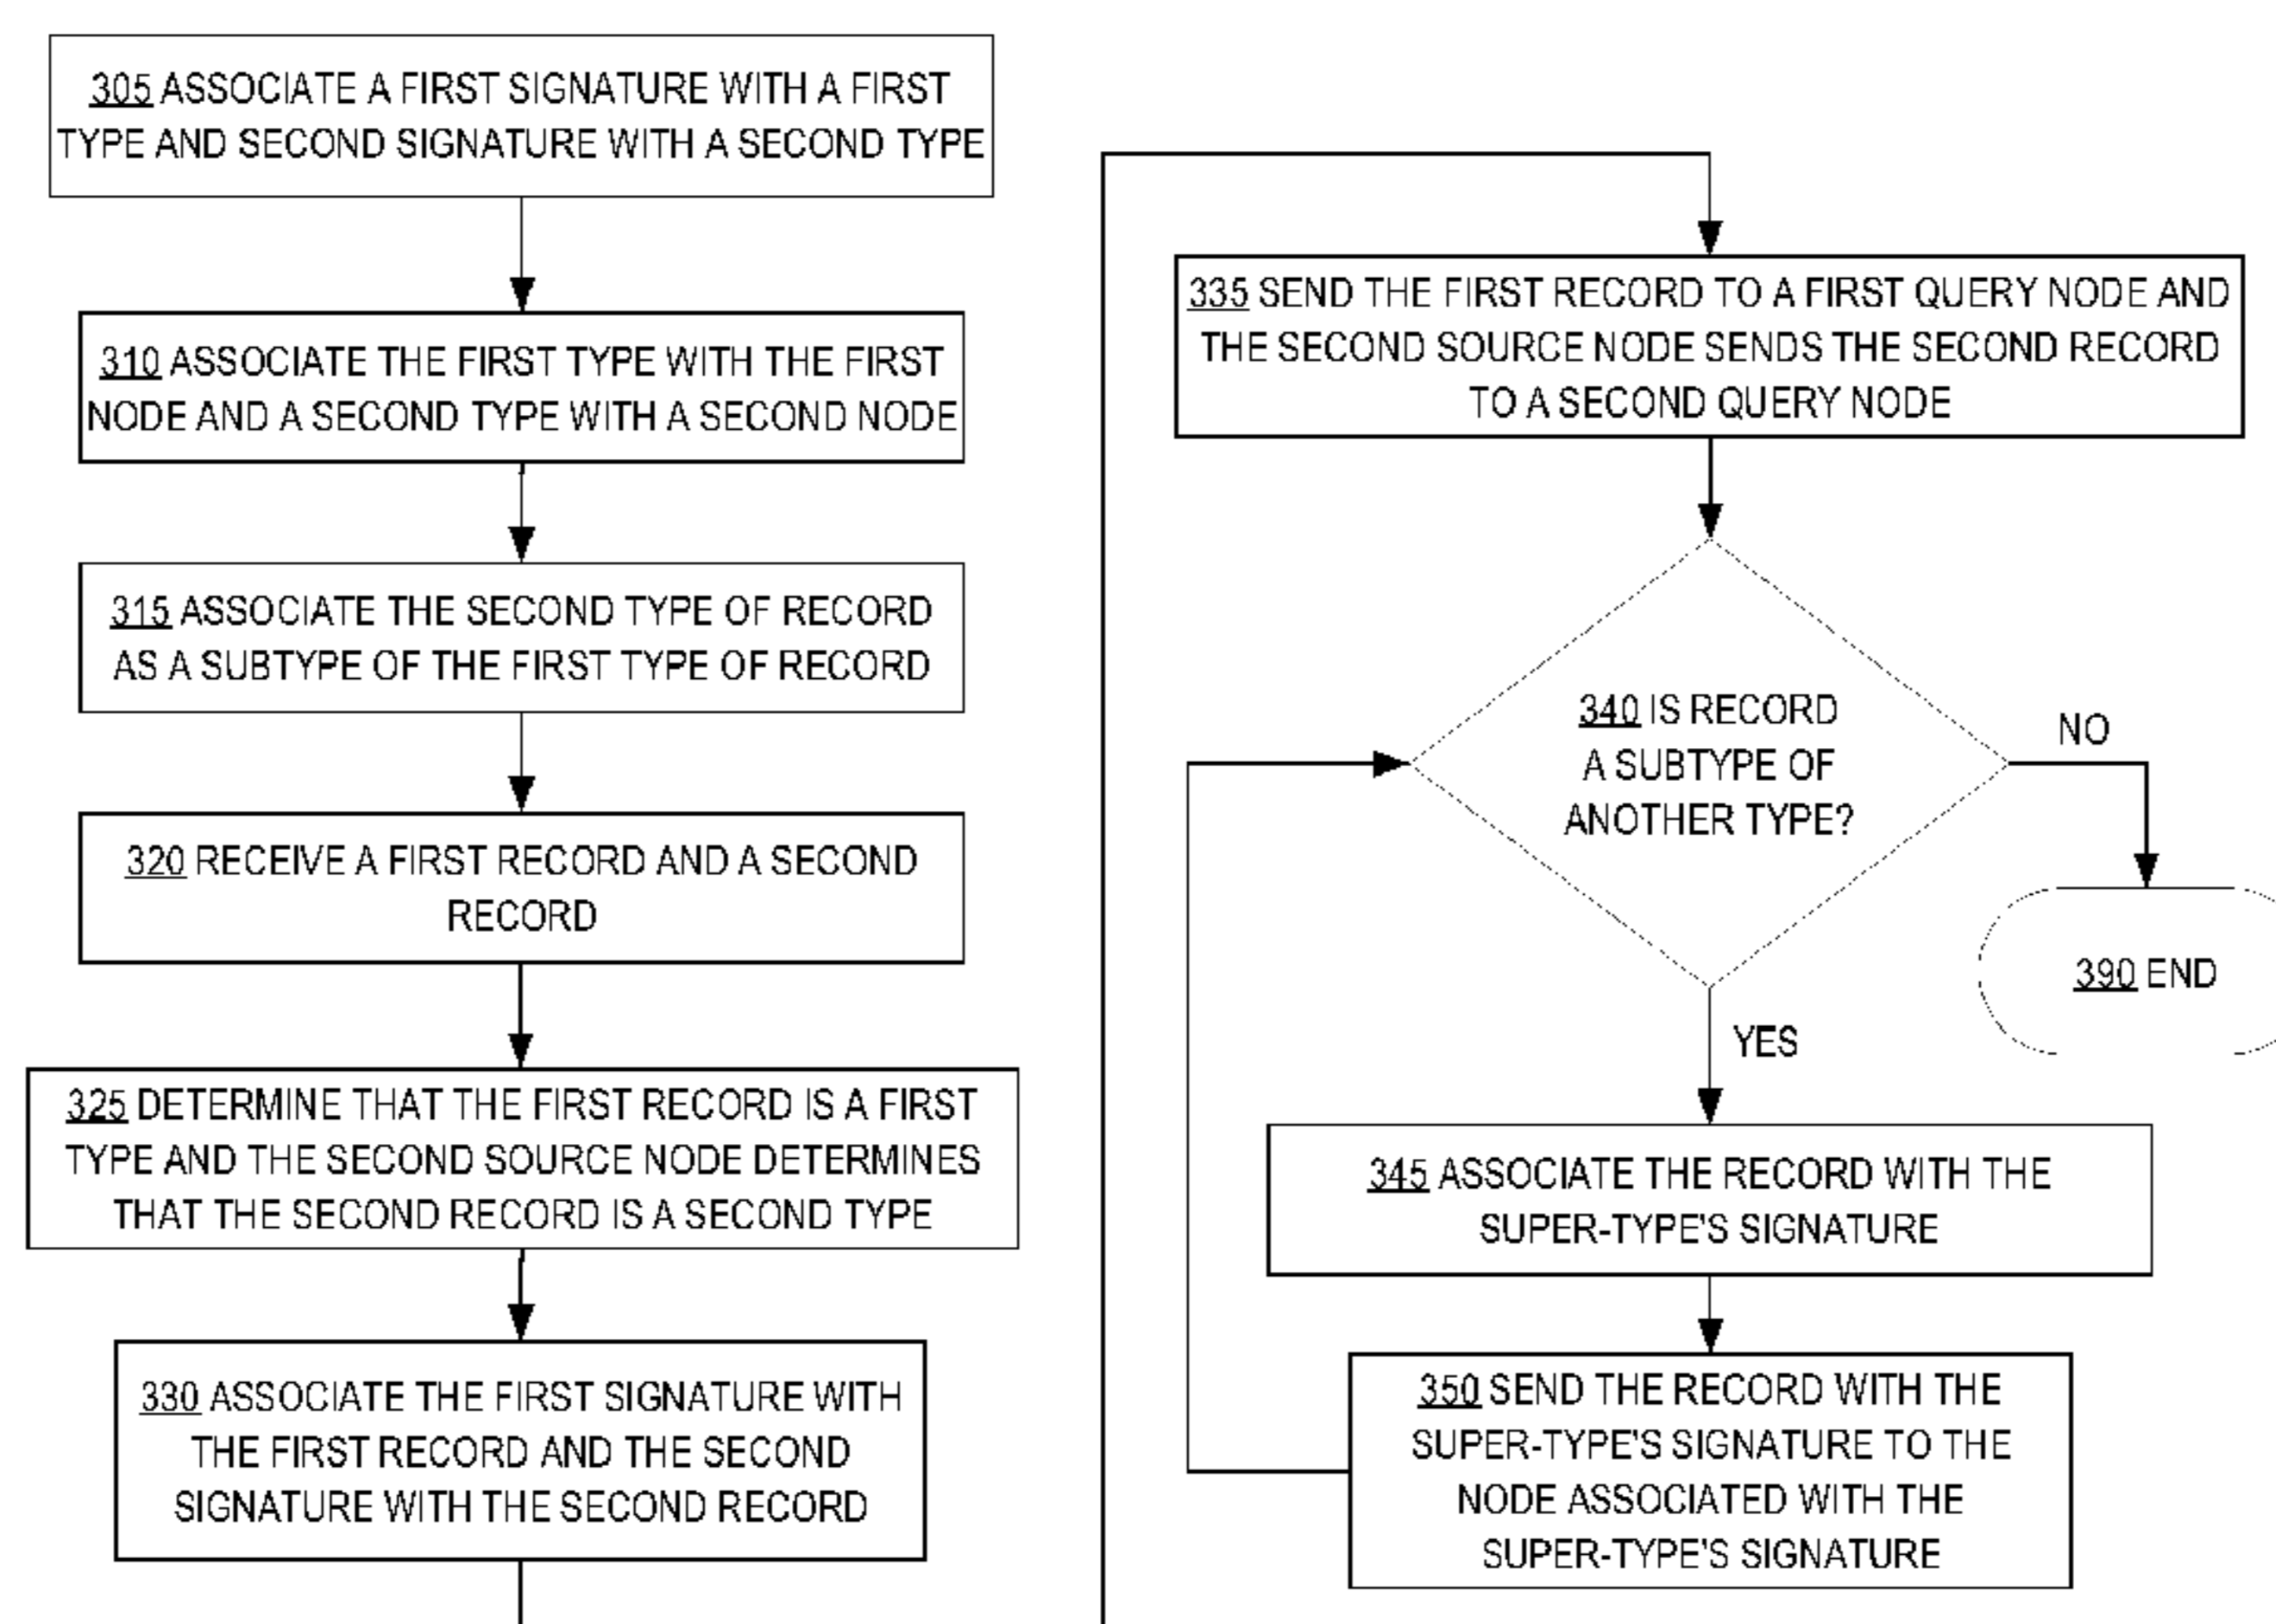 305 ASSOCIATE A FIRST SIGNATURE WITH A FIRST
TYPE AND SECOND SIGNATURE WITH A SECOND TYPE
310 ASSOCIATE THE FIRST TYPE WITH THE FIRST
NODE AND A SECOND TYPE WITH A SECOND NODE
315 ASSOCIATE THE SECOND TYPE OF RECORD
AS A SUBTYPE OF THE FIRST TYPE OF RECORD
320 RECEIVE A FIRST RECORD AND A SECOND
RECORD
325 DETERMINE THAT THE FIRST RECORD IS A FIRST
TYPE AND THE SECOND SOURCE NODE DETERMINES
THAT THE SECOND RECORD IS A SECOND TYPE
330 ASSOCIATE THE FIRST SIGNATURE WITH
THE FIRST RECORD AND THE SECOND
SIGNATURE WITH THE SECOND RECORD
335 SEND THE FIRST RECORD TO A FIRST QUERY NODE AND
THE SECOND SOURCE NODE SENDS THE SECOND RECORD
TO A SECOND QUERY NODE
340 IS RECORD
A SUBTYPE OF
ANOTHER TYPE?
NO
390 END
YES
345 ASSOCIATE THE RECORD WITH THE
SUPER-TYPE'S SIGNATURE
350 SEND THE RECORD WITH THE
SUPER-TYPE'S SIGNATURE TO THE
NODE ASSOCIATED WITH THE
SUPER-TYPE'S SIGNATURE